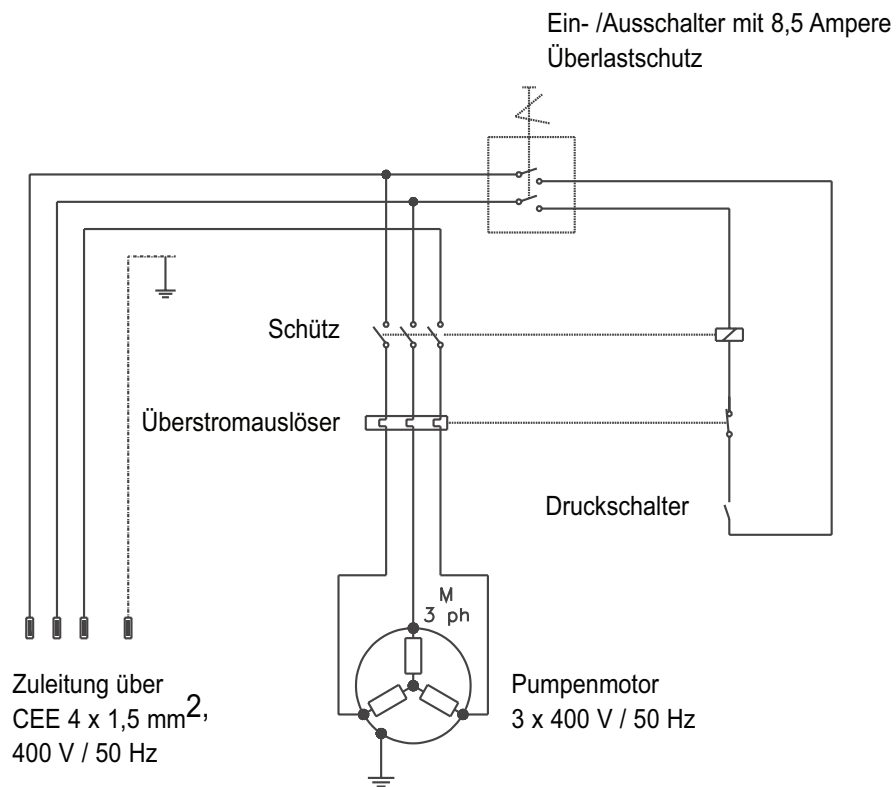 Ein- /Ausschalter mit 8,5 Ampere
Überlastschutz
Schütz
Überstromauslöser
Druckschalter
M
3 ph
Zuleitung über
CEE 4 x 1,5 mm²,
400 V / 50 Hz
Pumpenmotor
3 x 400 V / 50 Hz